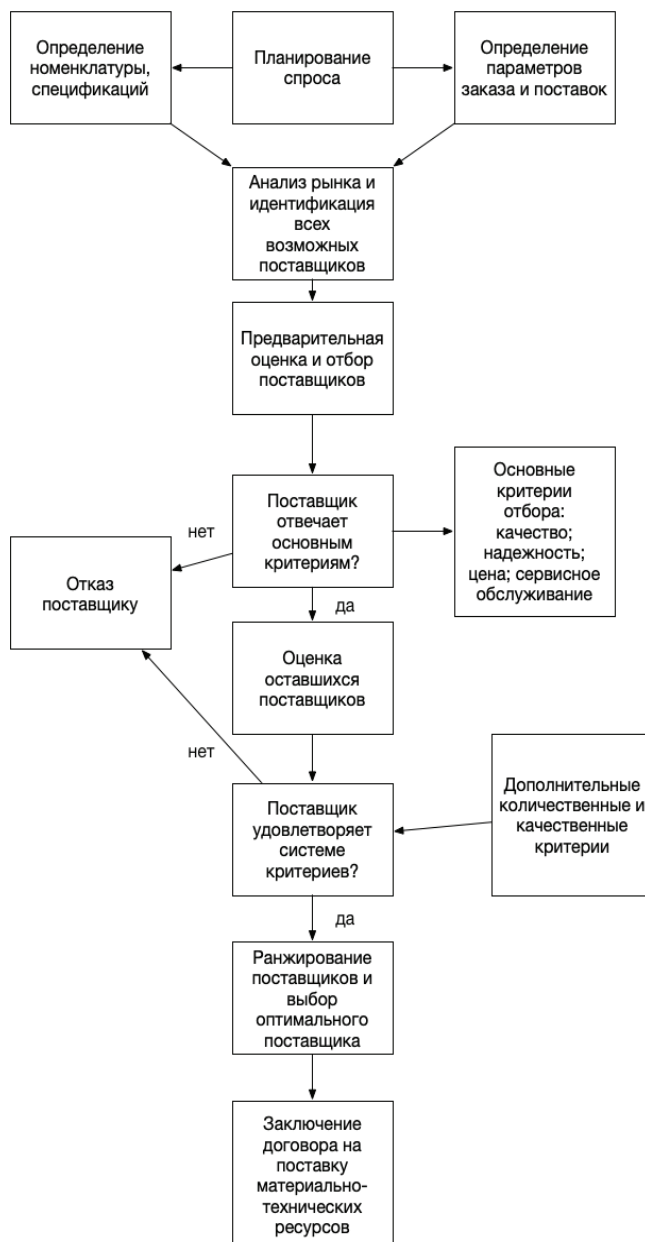 Определение
номенклатуры,
спецификаций
Планирование
спроса
Определение
параметров
заказа и поставок
Анализ рынка и
идентификация
всех
возможных
поставщиков
Предварительная
оценка и отбор
поставщиков
Поставщик
отвечает
основным
критериям?
Основные
критерии
отбора:
качество;
надежность;
цена; сервисное
обслуживание
нет
Отказ
поставщику
да
Оценка
оставшихся
поставщиков
нет
Поставщик
удовлетворяет
системе
критериев?
Дополнительные
количественные и
качественные
критерии
да
Ранжирование
поставщиков и
выбор
оптимального
поставщика
Заключение
договора на
поставку
материально-
технических
ресурсов